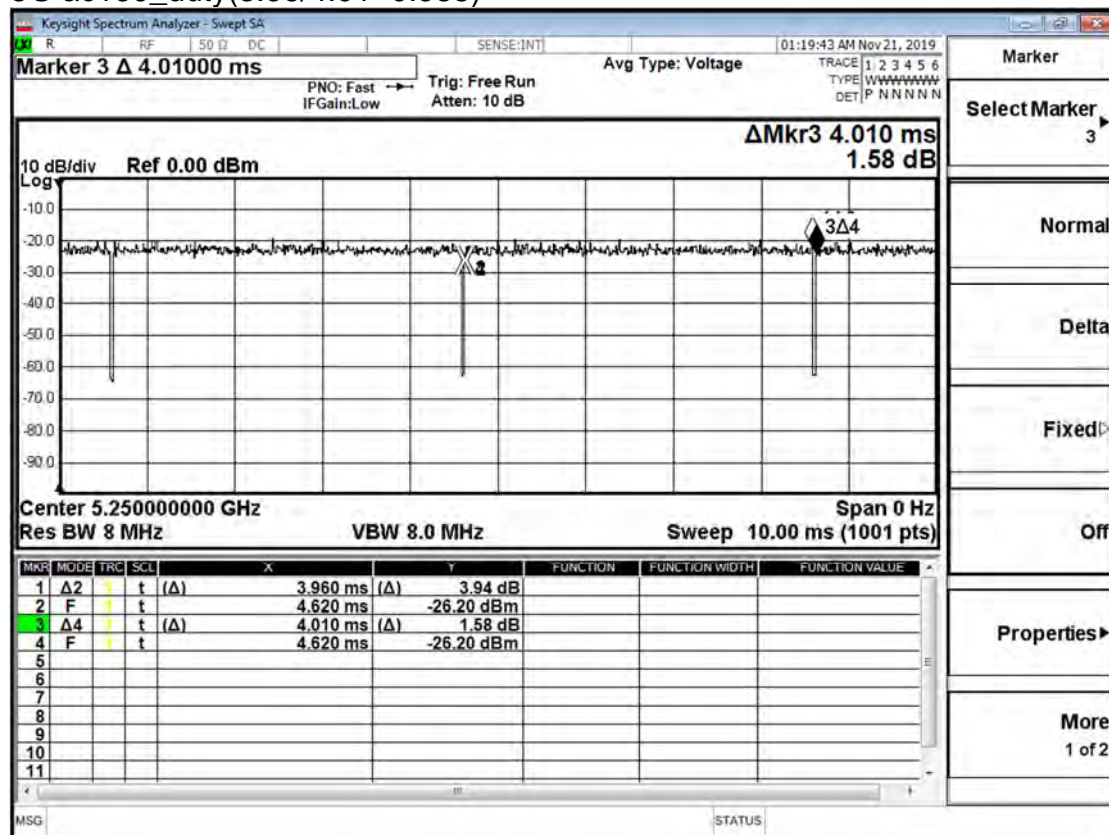 Keysight Spectrum Analyzer - Swept SA
R RF 50 Ω DC SENSE:INT 01:19:43 AM Nov 21, 2019
Marker 3 Δ 4.01000 ms
PNO: Fast
IFGain:Low
Trig: Free Run
Atten: 10 dB
Avg Type: Voltage
TRACE 1 2 3 4 5 6
TYPE WWWWWW
DET P N N N N N
ΔMkr3 4.010 ms
1.58 dB
10 dB/div Ref 0.00 dBm
Log
-10.0
-20.0
-30.0
-40.0
-50.0
-60.0
-70.0
-80.0
-90.0
3Δ4
Center 5.250000000 GHz Span 0 Hz
Res BW 8 MHz VBW 8.0 MHz Sweep 10.00 ms (1001 pts)
MKR MODE TRC SCL X Y FUNCTION FUNCTION WIDTH FUNCTION VALUE
1 Δ2 1 t (Δ) 3.960 ms (Δ) 3.94 dB
2 F 1 t 4.620 ms -26.20 dBm
3 Δ4 1 t (Δ) 4.010 ms (Δ) 1.58 dB
4 F 1 t 4.620 ms -26.20 dBm
5
6
7
8
9
10
11
MSG STATUS
Marker
Select Marker
3
Normal
Delta
Fixed
Off
Properties
More
1 of 2